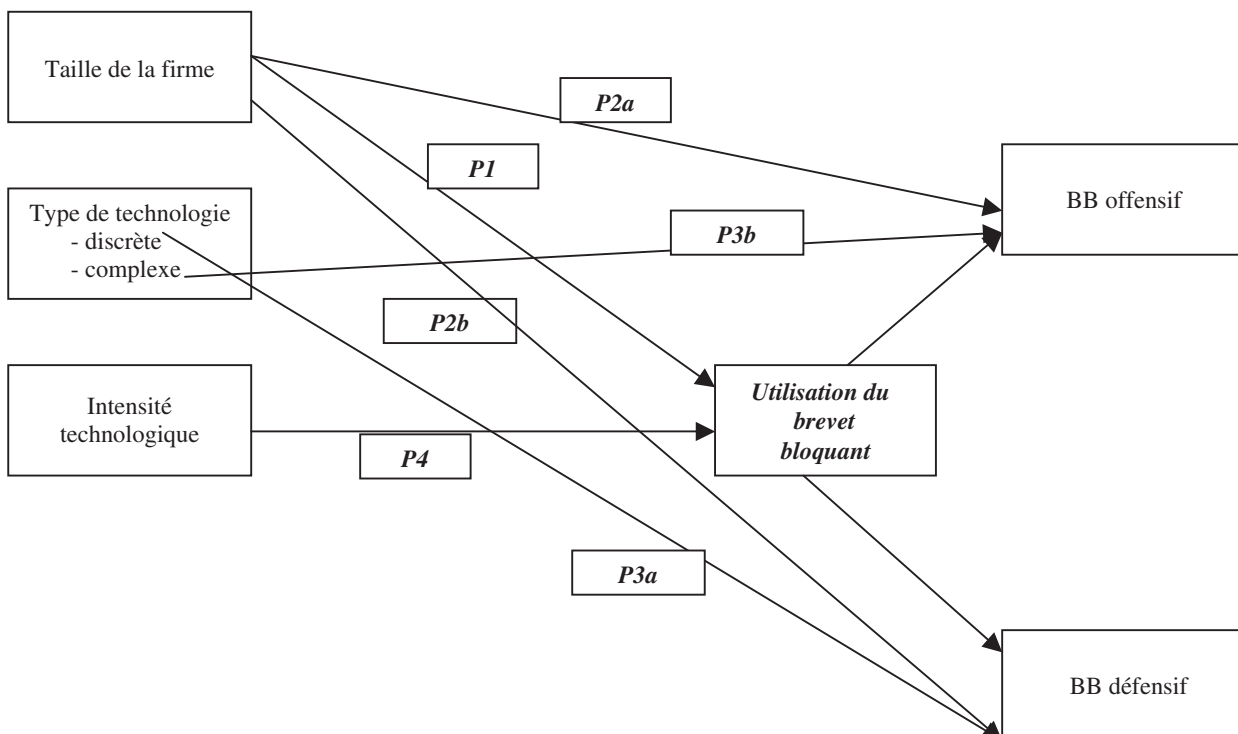 Taille de la firme
P2a
P1
BB offensif
Type de technologie
- discrète
- complexe
P3b
P2b
Intensité
technologique
P4
Utilisation du
brevet
bloquant
P3a
BB défensif